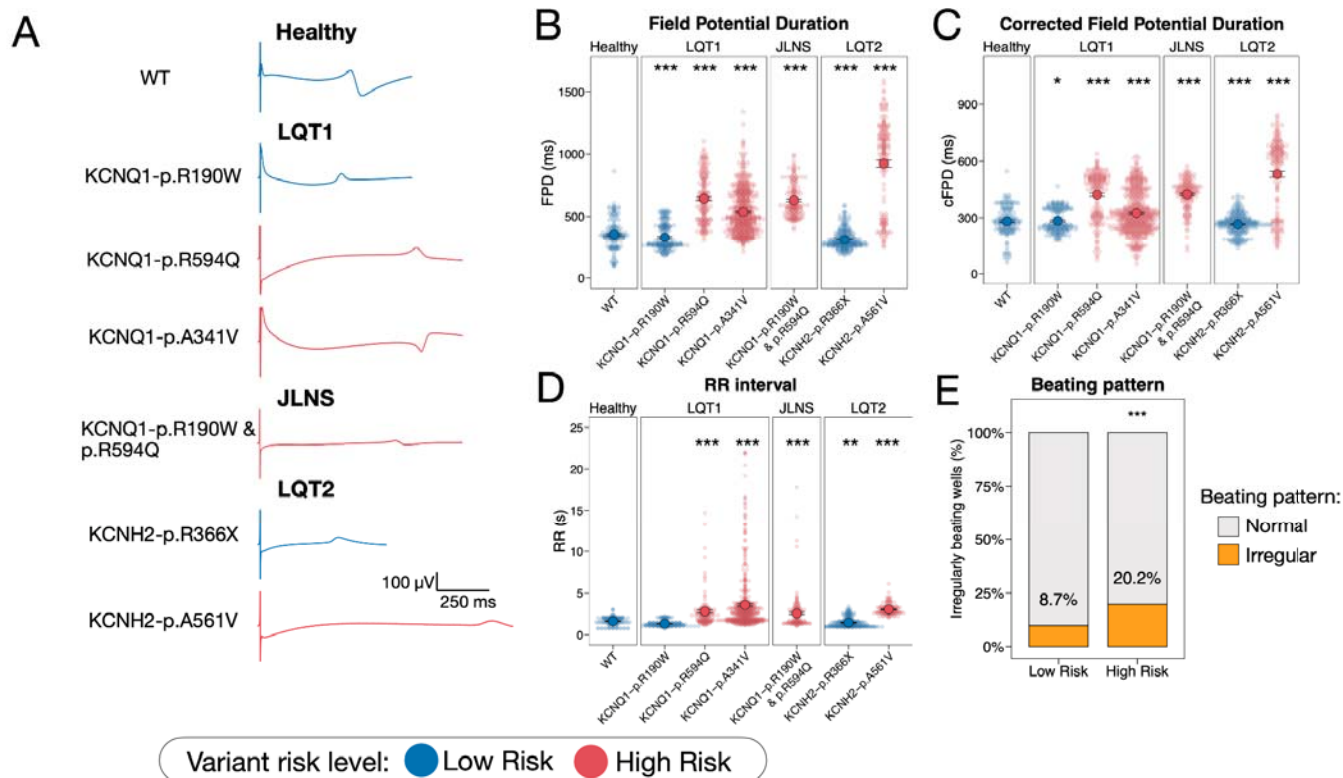 A
Healthy
WT
LQT1
KCNQ1-p.R190W
KCNQ1-p.R594Q
KCNQ1-p.A341V
JLNS
KCNQ1-p.R190W &
p.R594Q
LQT2
KCNH2-p.R366X
KCNH2-p.A561V
100 µV
250 ms
B
Field Potential Duration
Healthy
LQT1
JLNS
LQT2
*** *** *** *** *** ***
FPD (ms)
1500
1000
500
0
WT
KCNQ1-p.R190W
KCNQ1-p.R594Q
KCNQ1-p.A341V
KCNQ1-p.R190W
& p.R594Q
KCNH2-p.R366X
KCNH2-p.A561V
C
Corrected Field Potential Duration
Healthy
LQT1
JLNS
LQT2
* *** *** *** *** ***
cFPD (ms)
900
600
300
0
WT
KCNQ1-p.R190W
KCNQ1-p.R594Q
KCNQ1-p.A341V
KCNQ1-p.R190W
& p.R594Q
KCNH2-p.R366X
KCNH2-p.A561V
D
RR interval
Healthy
LQT1
JLNS
LQT2
*** *** *** ** ***
RR (s)
25
20
15
10
5
0
WT
KCNQ1-p.R190W
KCNQ1-p.R594Q
KCNQ1-p.A341V
KCNQ1-p.R190W
& p.R594Q
KCNH2-p.R366X
KCNH2-p.A561V
E
Beating pattern
***
Irregularly beating wells (%)
100%
75%
50%
25%
0%
8.7%
20.2%
Low Risk
High Risk
Beating pattern:
Normal
Irregular
Variant risk level: Low Risk High Risk